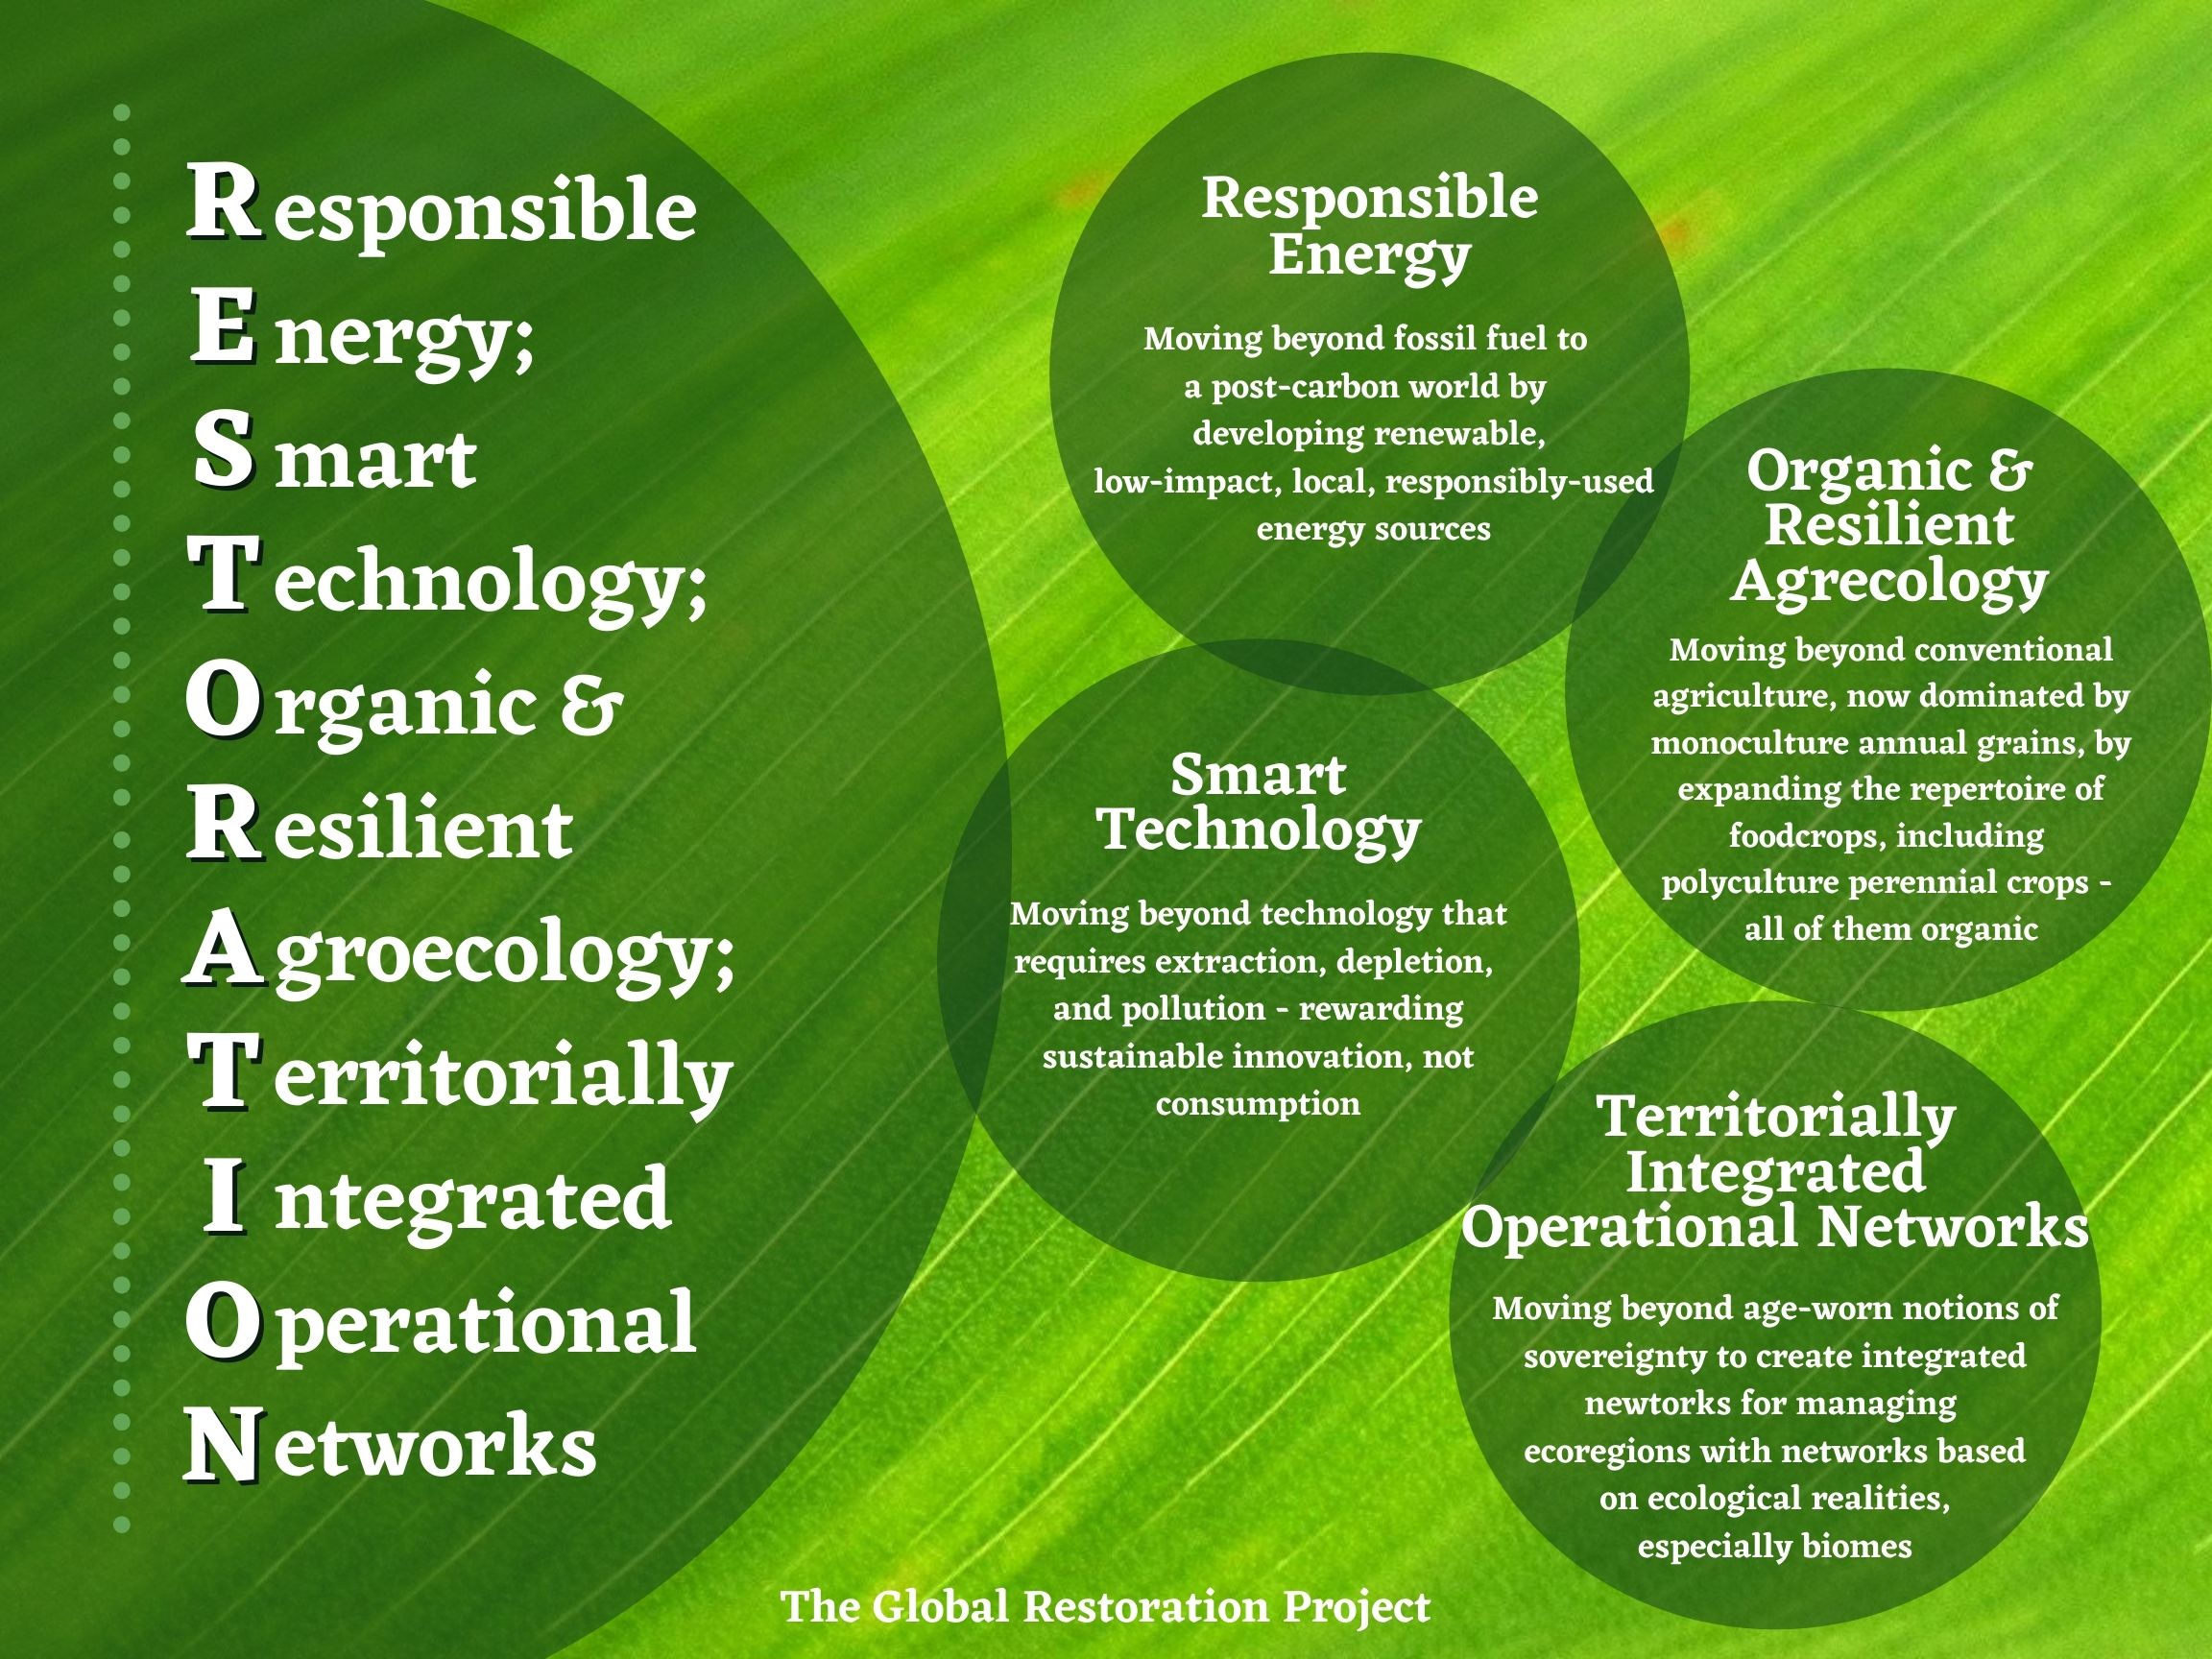 Responsible
Energy;
Smart
Technology;
Organic &
Resilient
Agroecology;
Territorially
Integrated
Operational
Networks
Responsible
Energy
Moving beyond fossil fuel to
a post-carbon world by
developing renewable,
low-impact, local, responsibly-used
energy sources
Organic &
Resilient
Agrecology
Moving beyond conventional
agriculture, now dominated by
monoculture annual grains, by
expanding the repertoire of
foodcrops, including
polyculture perennial crops -
all of them organic
Smart
Technology
Moving beyond technology that
requires extraction, depletion,
and pollution - rewarding
sustainable innovation, not
consumption
Territorially
Integrated
Operational Networks
Moving beyond age-worn notions of
sovereignty to create integrated
newtorks for managing
ecoregions with networks based
on ecological realities,
especially biomes
The Global Restoration Project